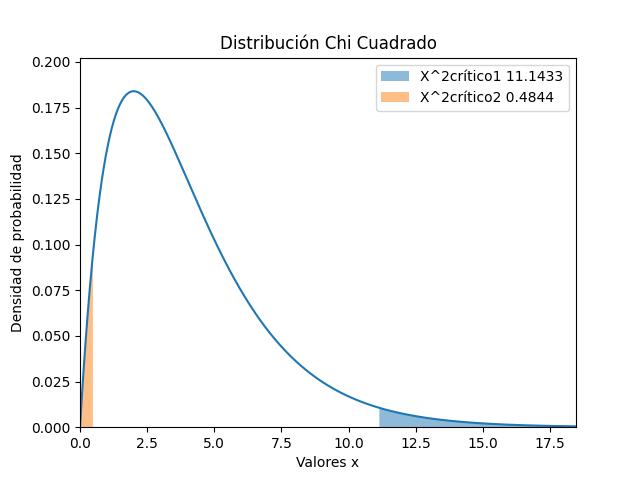 Distribución Chi Cuadrado
X^2crítico1 11.1433
X^2crítico2 0.4844
Densidad de probabilidad
0.200
0.175
0.150
0.125
0.100
0.075
0.050
0.025
0.000
0.0 2.5 5.0 7.5 10.0 12.5 15.0 17.5
Valores x